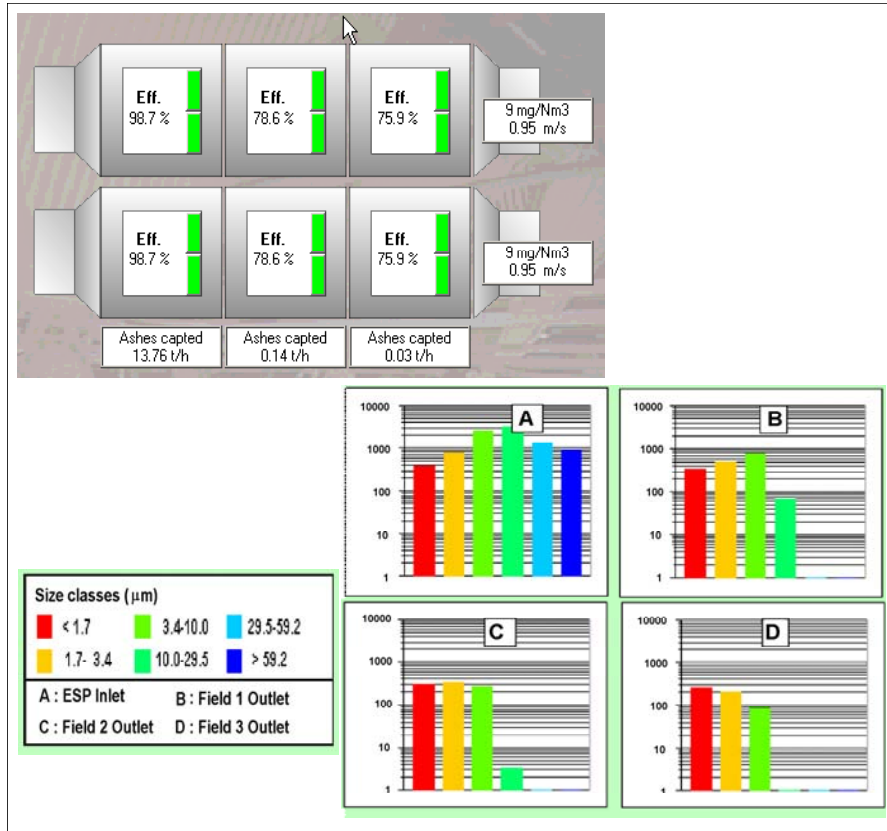 Eff.
98.7 %
Eff.
78.6 %
Eff.
75.9 %
9 mg/Nm3
0.95 m/s
Eff.
98.7 %
Eff.
78.6 %
Eff.
75.9 %
9 mg/Nm3
0.95 m/s
Ashes capted
13.76 t/h
Ashes capted
0.14 t/h
Ashes capted
0.03 t/h
A
10000
1000
100
10
1
B
10000
1000
100
10
1
Size classes (μm)
< 1.7
3.4-10.0
29.5-59.2
1.7- 3.4
10.0-29.5
> 59.2
A : ESP Inlet
B : Field 1 Outlet
C : Field 2 Outlet
D : Field 3 Outlet
C
10000
1000
100
10
1
D
10000
1000
100
10
1